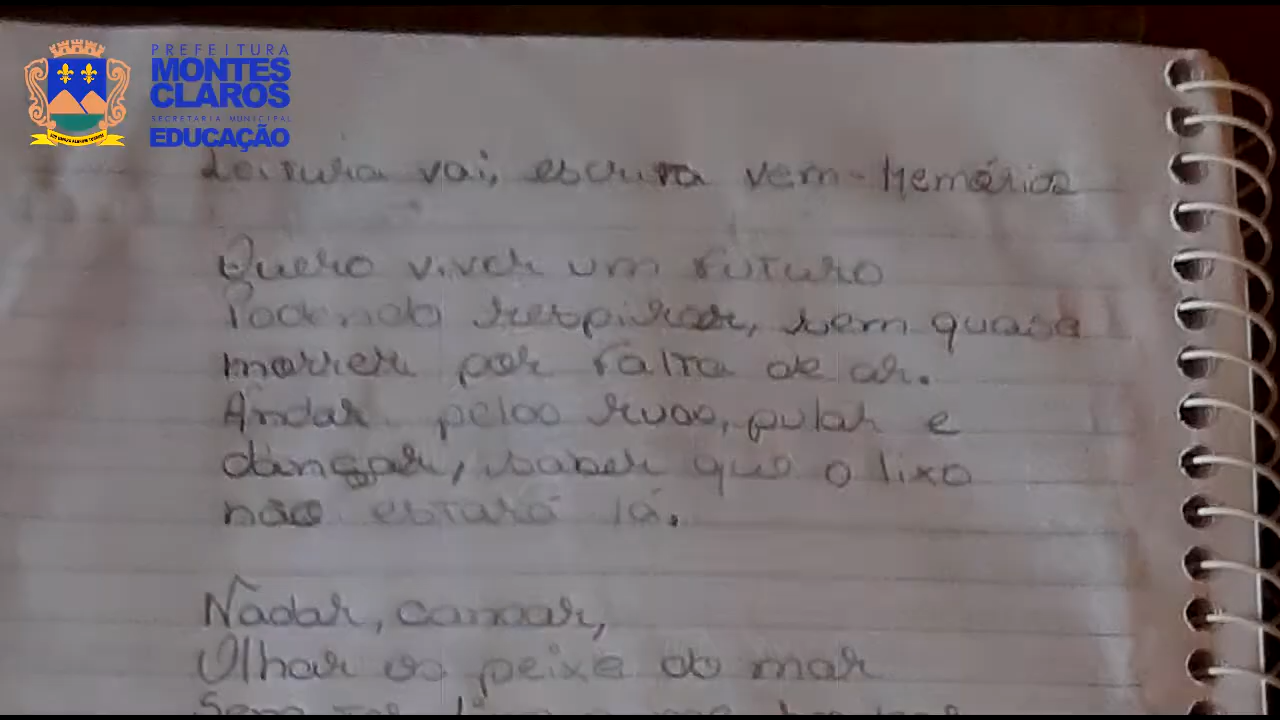 PREFEITURA
MONTES
CLAROS
SECRETARIA MUNICIPAL
EDUCAÇÃO
Leitura vai, escrita vem - Memórias
Quero viver um futuro
Podendo respirar, sem quase
morrer por falta de ar.
Andar pelas ruas, pular e
dançar, saber que o lixo
não estará lá.
Nadar, cansar,
Olhar os peixe do mar
Sem